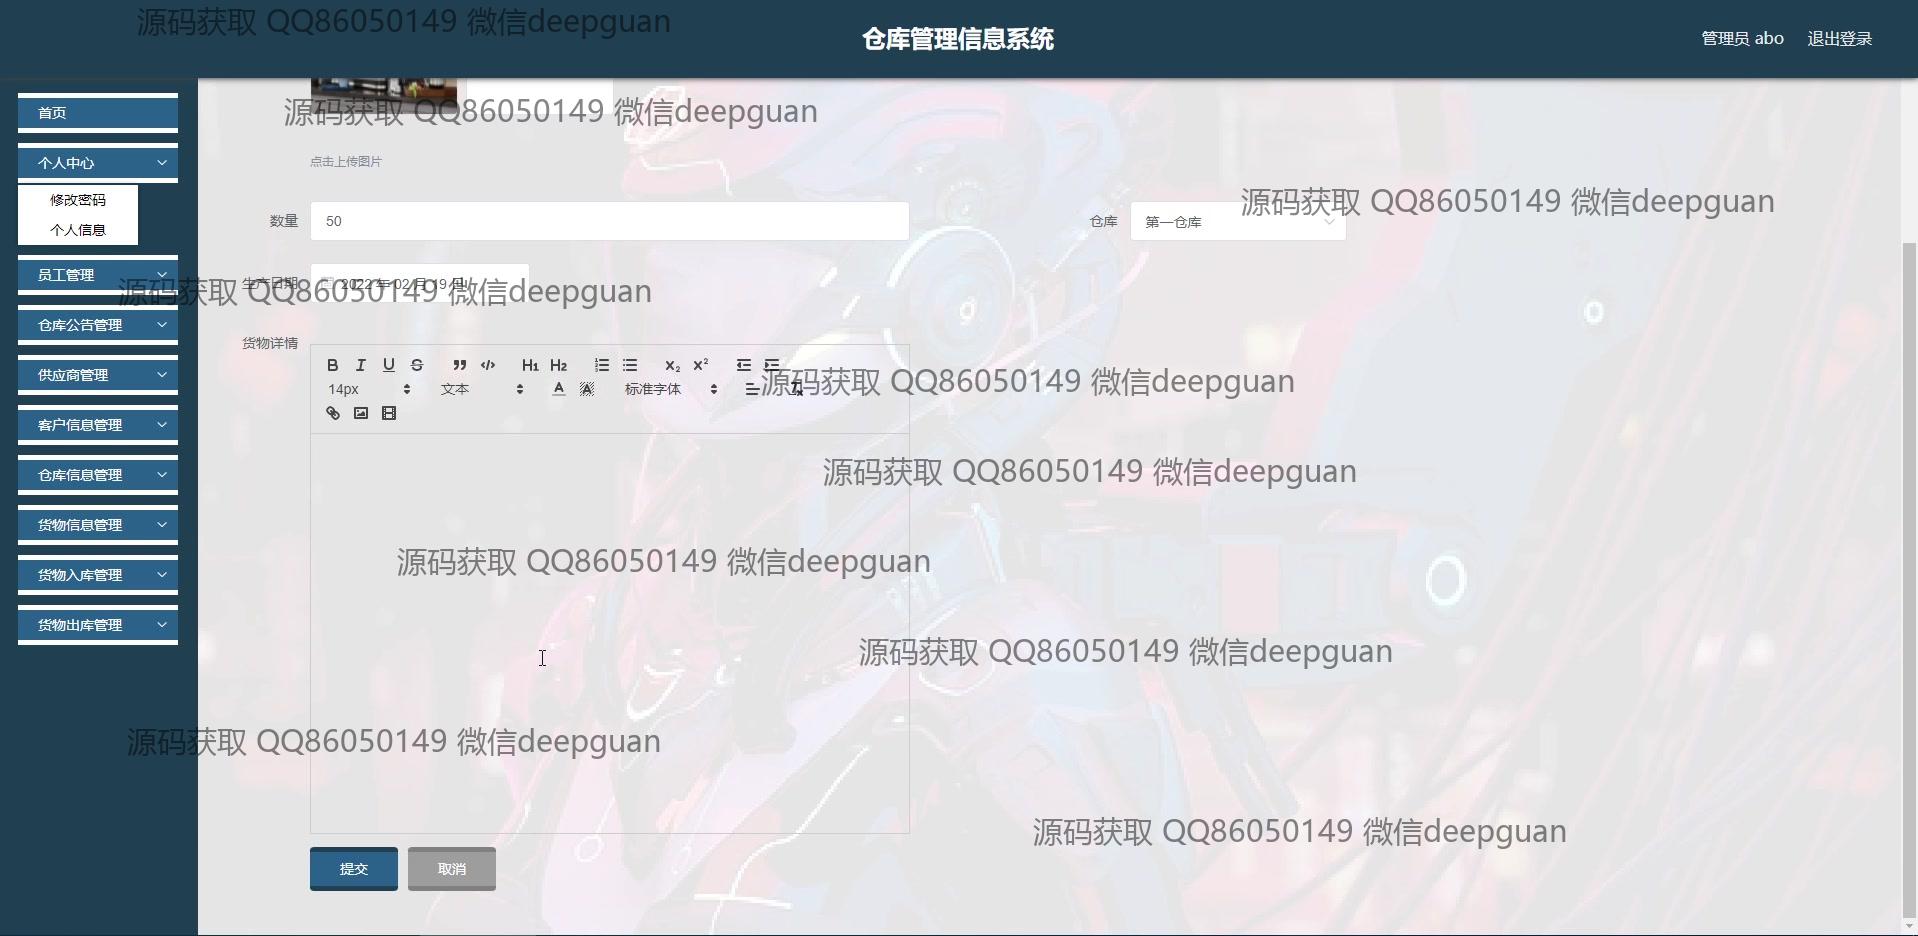 源码获取 QQ86050149 微信deepguan
仓库管理信息系统
管理员 abo
退出登录
首页
个人中心
修改密码
个人信息
员工管理
仓库公告管理
供应商管理
客户信息管理
仓库信息管理
货物信息管理
货物入库管理
货物出库管理
源码获取 QQ86050149 微信deepguan
点击上传图片
源码获取 QQ86050149 微信deepguan
数量 50
仓库 第一仓库
生产日期 2022 年 02 月 19 日
源码获取 QQ86050149 微信deepguan
货物详情
B I U S ” </> H1 H2 X2 X2
14px 文本 A A 标准字体
源码获取 QQ86050149 微信deepguan
源码获取 QQ86050149 微信deepguan
源码获取 QQ86050149 微信deepguan
源码获取 QQ86050149 微信deepguan
源码获取 QQ86050149 微信deepguan
源码获取 QQ86050149 微信deepguan
提交
取消